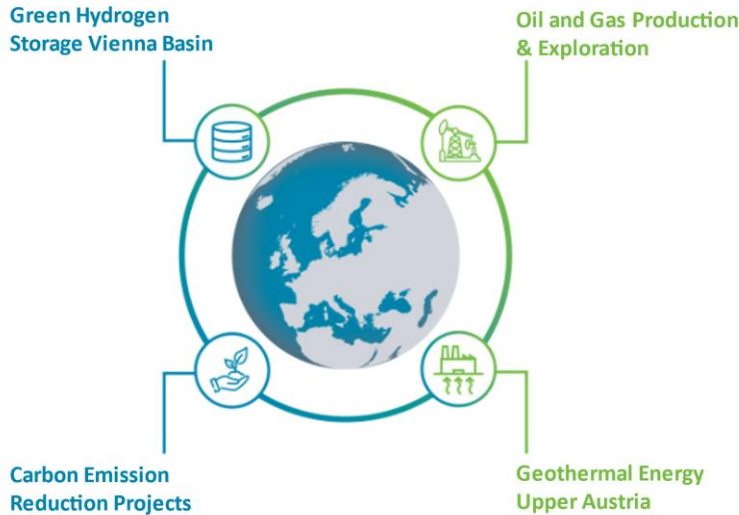 Green Hydrogen
Storage Vienna Basin
Oil and Gas Production
& Exploration
Carbon Emission
Reduction Projects
Geothermal Energy
Upper Austria